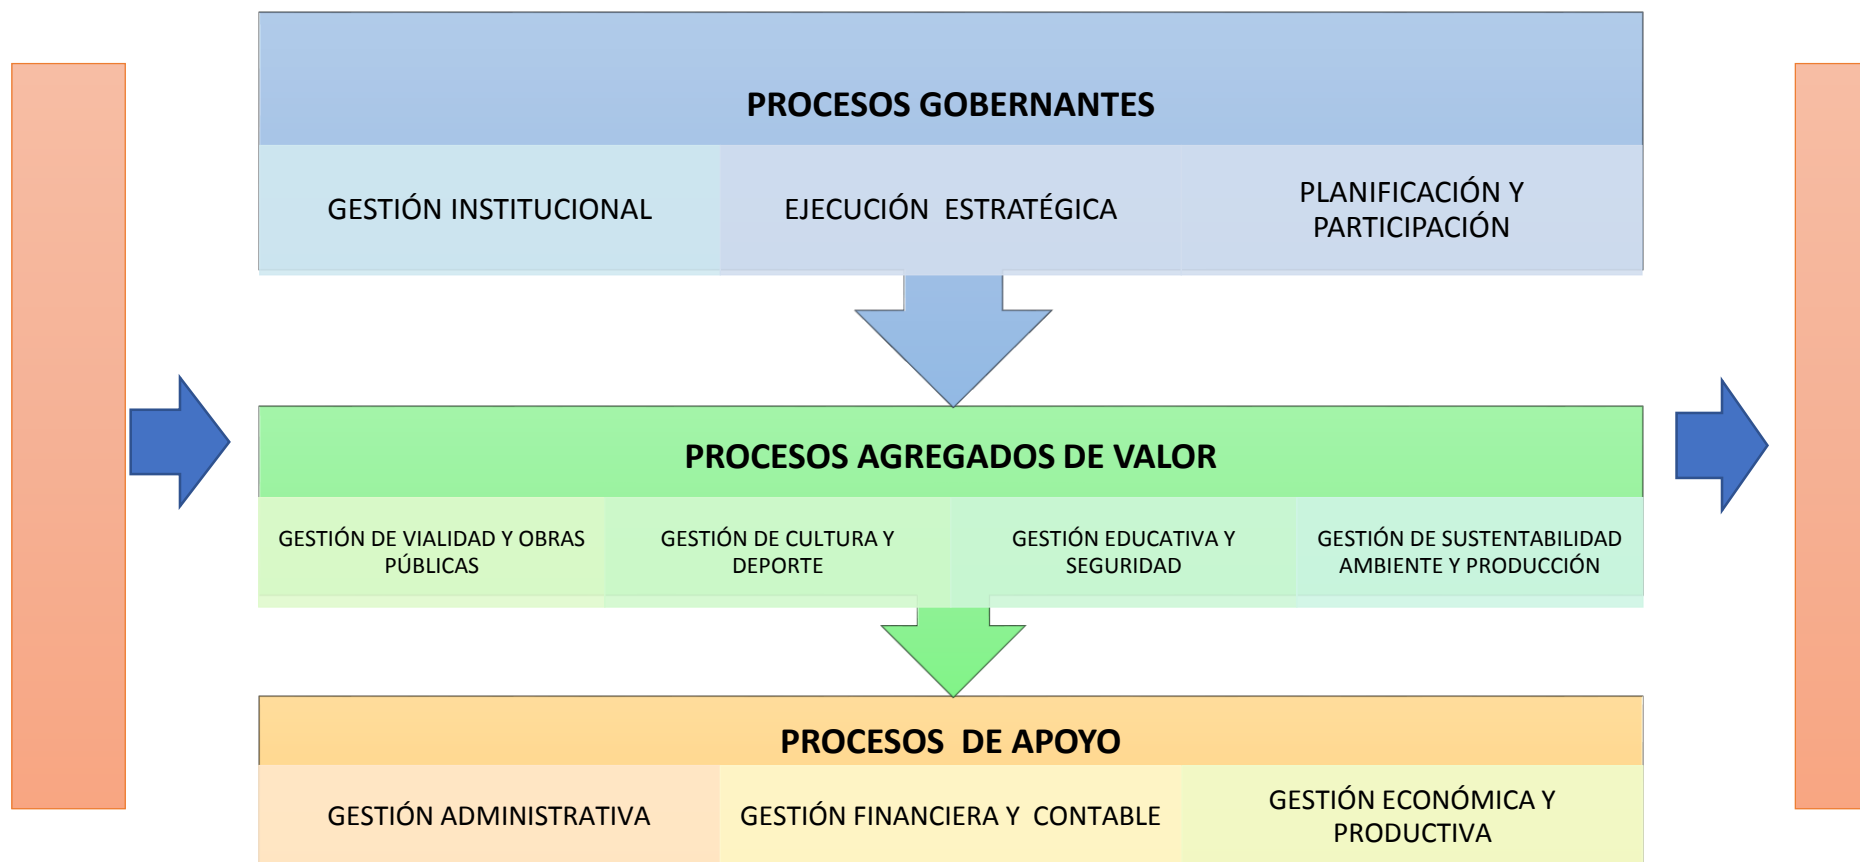 PROCESOS GOBERNANTES
GESTIÓN INSTITUCIONAL
EJECUCIÓN ESTRATÉGICA
PLANIFICACIÓN Y
PARTICIPACIÓN
PROCESOS AGREGADOS DE VALOR
GESTIÓN DE VIALIDAD Y OBRAS
PÚBLICAS
GESTIÓN DE CULTURA Y
DEPORTE
GESTIÓN EDUCATIVA Y
SEGURIDAD
GESTIÓN DE SUSTENTABILIDAD
AMBIENTE Y PRODUCCIÓN
PROCESOS DE APOYO
GESTIÓN ADMINISTRATIVA
GESTIÓN FINANCIERA Y CONTABLE
GESTIÓN ECONÓMICA Y
PRODUCTIVA